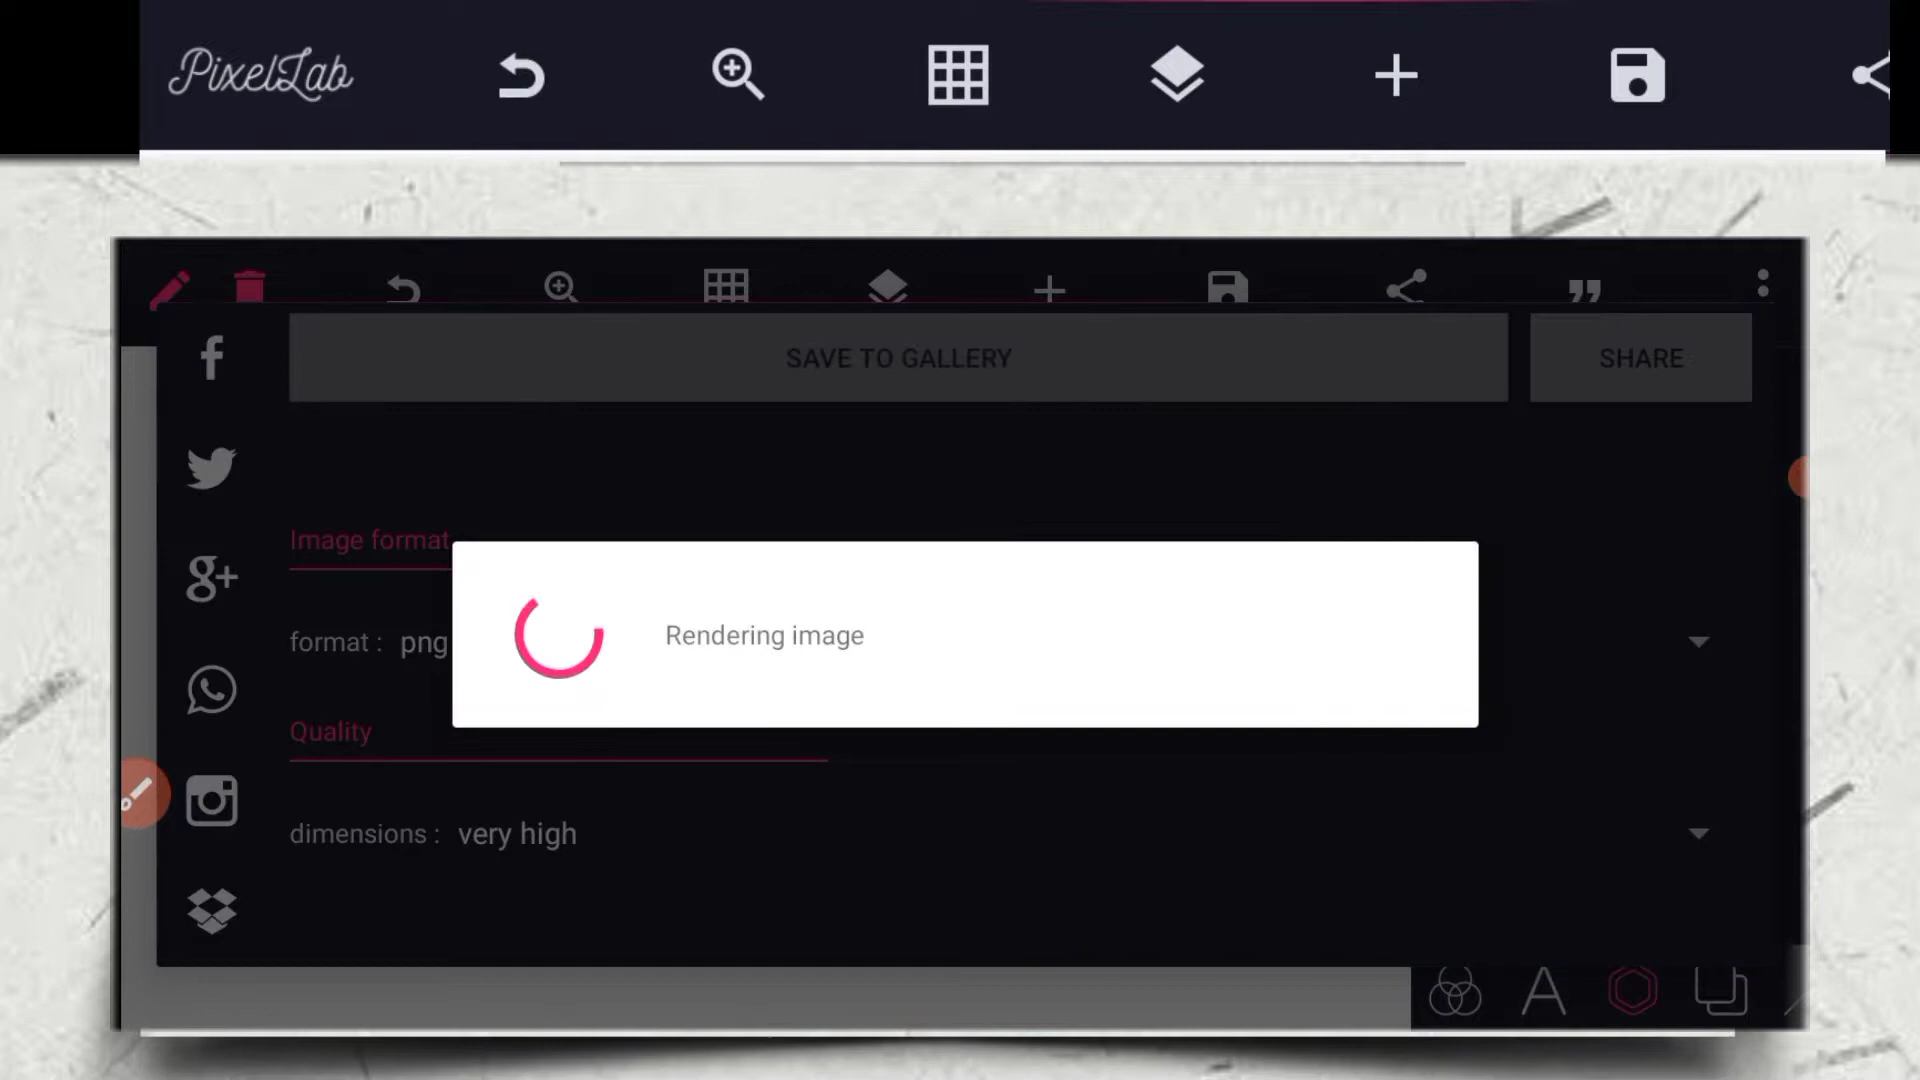 PixelLab
SAVE TO GALLERY
SHARE
Image format
format : png
Rendering image
Quality
dimensions : very high